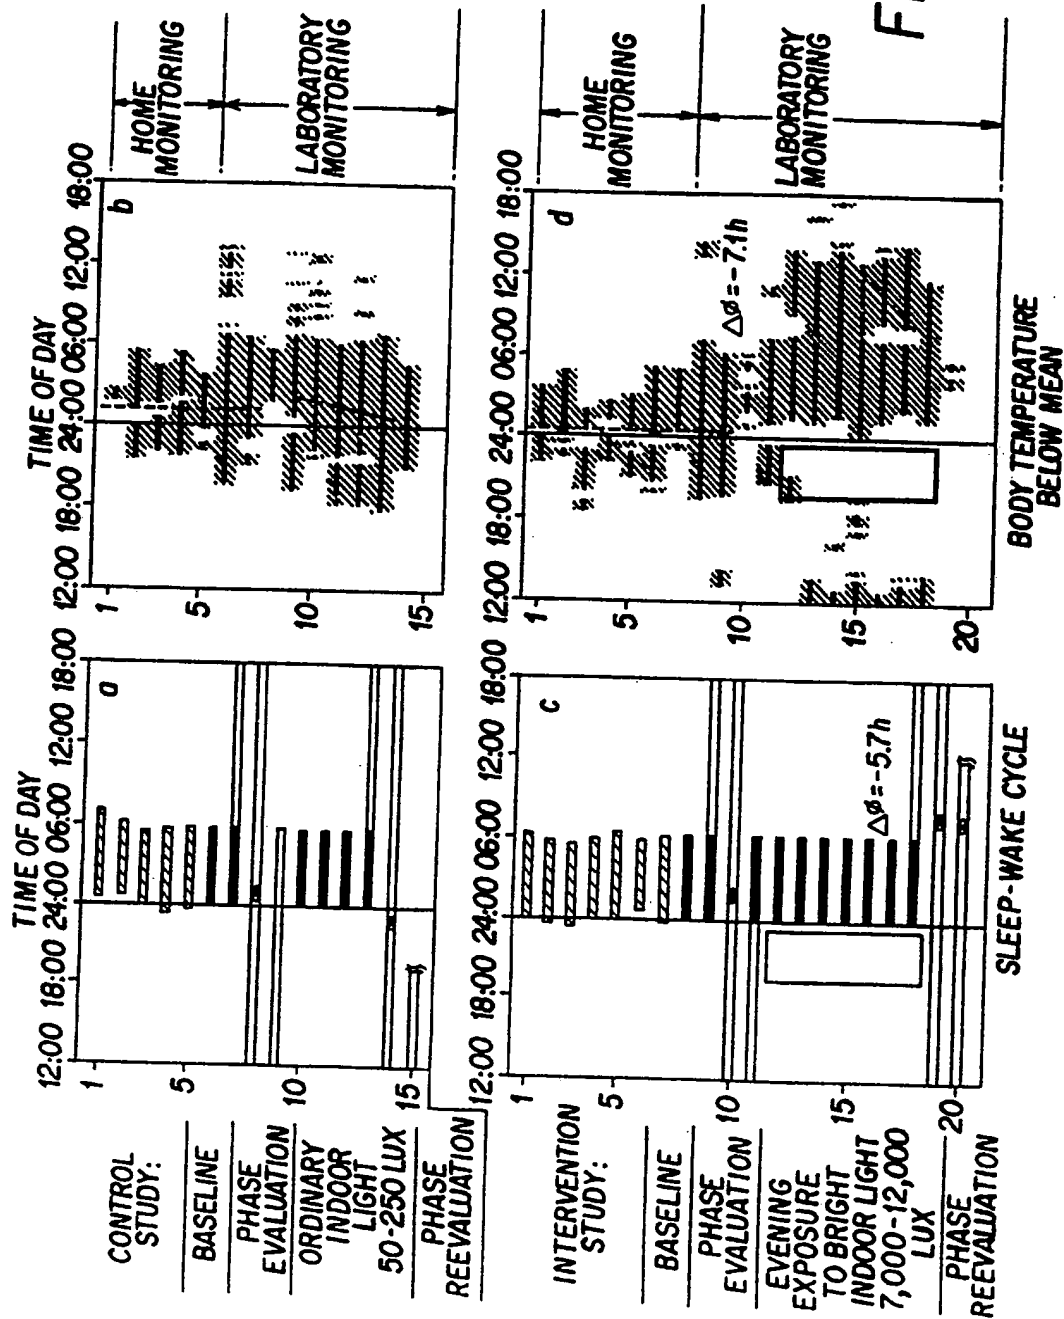 CONTROL
STUDY:
BASELINE
PHASE
EVALUATION
ORDINARY
INDOOR
LIGHT
50-250 LUX
PHASE
REEVALUATION
TIME OF DAY
12:00 18:00 24:00 06:00 12:00 18:00
a
1
5
10
15
TIME OF DAY
12:00 18:00 24:00 06:00 12:00 18:00
b
1
5
10
15
HOME
MONITORING
LABORATORY
MONITORING
INTERVENTION
STUDY:
BASELINE
PHASE
EVALUATION
EVENING
EXPOSURE
TO BRIGHT
INDOOR LIGHT
7,000-12,000
LUX
PHASE
REEVALUATION
12:00 18:00 24:00 06:00 12:00 18:00
c
1
5
10
15
20
Δø=-5.7h
SLEEP-WAKE CYCLE
12:00 18:00 24:00 06:00 12:00 18:00
d
1
5
10
15
20
Δø=-7.1h
BODY TEMPERATURE
BELOW MEAN
HOME
MONITORING
LABORATORY
MONITORING